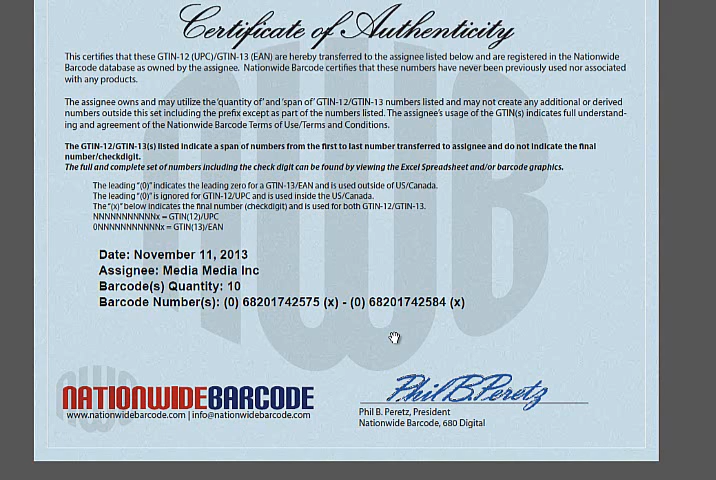 Certificate of Authenticity
This certifies that these GTIN-12 (UPC)/GTIN-13 (EAN) are hereby transferred to the assignee listed below and are registered in the Nationwide
Barcode database as owned by the assignee. Nationwide Barcode certifies that these numbers have never been previously used nor associated
with any products.
The assignee owns and may utilize the 'quantity of' and 'span of' GTIN-12/GTIN-13 numbers listed and may not create any additional or derived
numbers outside this set including the prefix except as part of the numbers listed. The assignee's usage of the GTIN(s) indicates full understand-
ing and agreement of the Nationwide Barcode Terms of Use/Terms and Conditions.
The GTIN-12/GTIN-13(s) listed indicate a span of numbers from the first to last number transferred to assignee and do not indicate the final
number/checkdigit.
The full and complete set of numbers including the check digit can be found by viewing the Excel Spreadsheet and/or barcode graphics.
The leading "(0)" indicates the leading zero for a GTIN-13/EAN and is used outside of US/Canada.
The leading "(0)" is ignored for GTIN-12/UPC and is used inside the US/Canada.
The "(x)" below indicates the final number (checkdigit) and is used for both GTIN-12/GTIN-13.
NNNNNNNNNNNx = GTIN(12)/UPC
0NNNNNNNNNNNx = GTIN(13)/EAN
Date: November 11, 2013
Assignee: Media Media Inc
Barcode(s) Quantity: 10
Barcode Number(s): (0) 68201742575 (x) - (0) 68201742584 (x)
NWB
NATIONWIDEBARCODE
www.nationwidebarcode.com | info@nationwidebarcode.com
Phil B. Peretz
Phil B. Peretz, President
Nationwide Barcode, 680 Digital